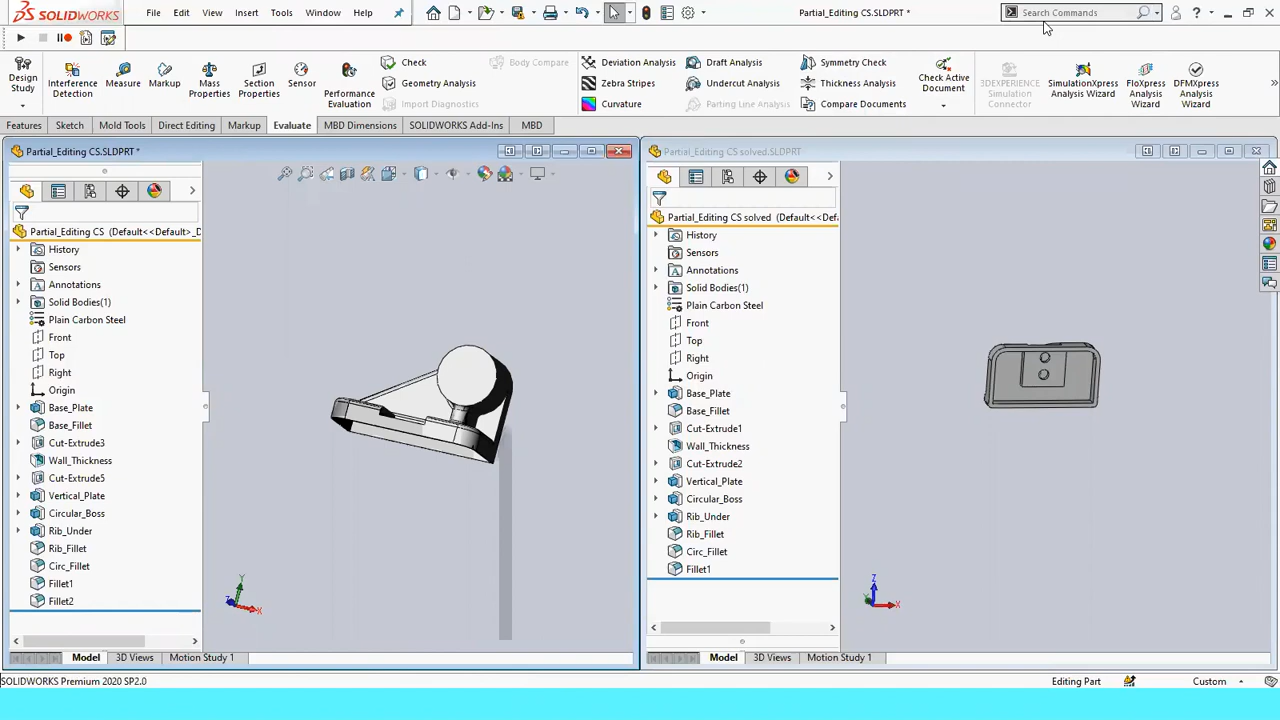 SOLIDWORKS File Edit View Insert Tools Window Help Partial_Editing CS.SLDPRT * Search Commands
Design Study
Interference Detection
Measure
Markup
Mass Properties
Section Properties
Sensor
Performance Evaluation
Check
Geometry Analysis
Import Diagnostics
Body Compare
Deviation Analysis
Zebra Stripes
Curvature
Draft Analysis
Undercut Analysis
Parting Line Analysis
Symmetry Check
Thickness Analysis
Compare Documents
Check Active Document
3DEXPERIENCE Simulation Connector
SimulationXpress Analysis Wizard
FloXpress Analysis Wizard
DFMXpress Analysis Wizard
Features Sketch Mold Tools Direct Editing Markup Evaluate MBD Dimensions SOLIDWORKS Add-Ins MBD
Partial_Editing CS.SLDPRT *
Partial_Editing CS (Default<<Default>_D
History
Sensors
Annotations
Solid Bodies(1)
Plain Carbon Steel
Front
Top
Right
Origin
Base_Plate
Base_Fillet
Cut-Extrude3
Wall_Thickness
Cut-Extrude5
Vertical_Plate
Circular_Boss
Rib_Under
Rib_Fillet
Circ_Fillet
Fillet1
Fillet2
Y
Z
X
Model 3D Views Motion Study 1
Partial_Editing CS solved.SLDPRT
Partial_Editing CS solved (Default<<Def
History
Sensors
Annotations
Solid Bodies(1)
Plain Carbon Steel
Front
Top
Right
Origin
Base_Plate
Base_Fillet
Cut-Extrude1
Wall_Thickness
Cut-Extrude2
Vertical_Plate
Circular_Boss
Rib_Under
Rib_Fillet
Circ_Fillet
Fillet1
Z
Y
X
Model 3D Views Motion Study 1
SOLIDWORKS Premium 2020 SP2.0 Editing Part Custom